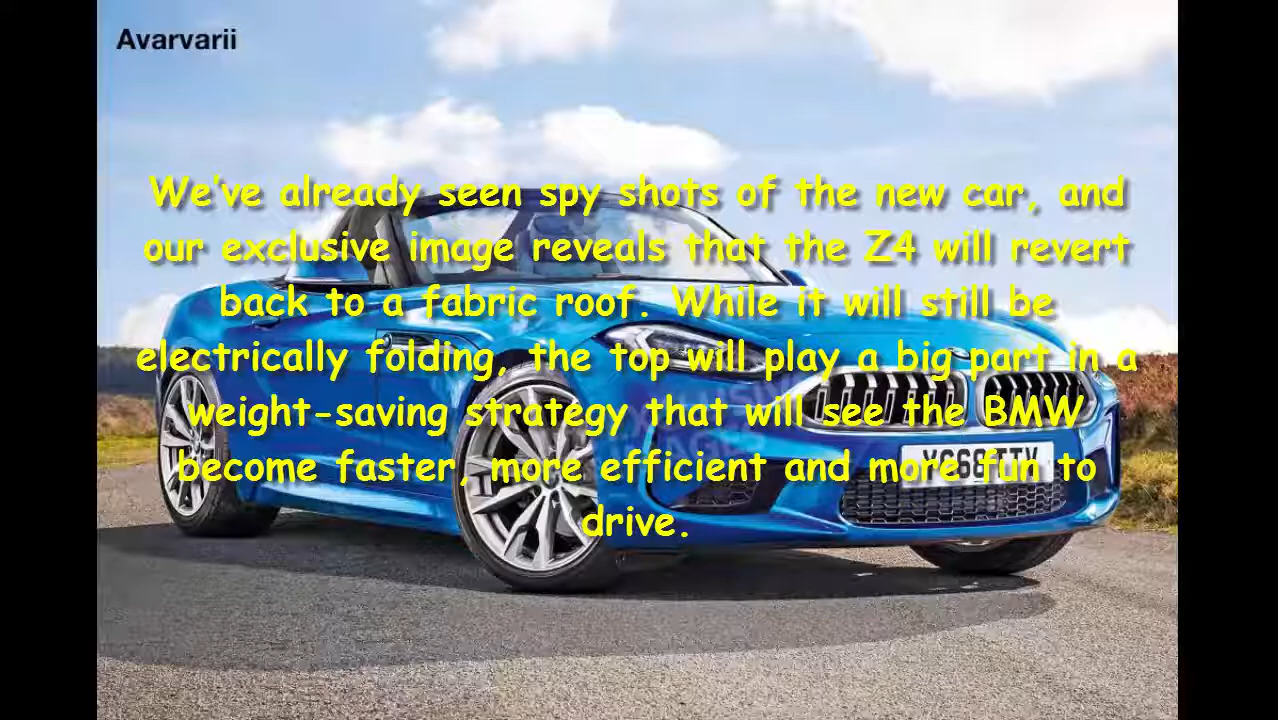 Avarvarii
We've already seen spy shots of the new car, and
our exclusive image reveals that the Z4 will revert
back to a fabric roof. While it will still be
electrically folding, the top will play a big part in a
weight-saving strategy that will see the BMW
become faster, more efficient and more fun to
drive.
EXCLUSIVE
IMAGES